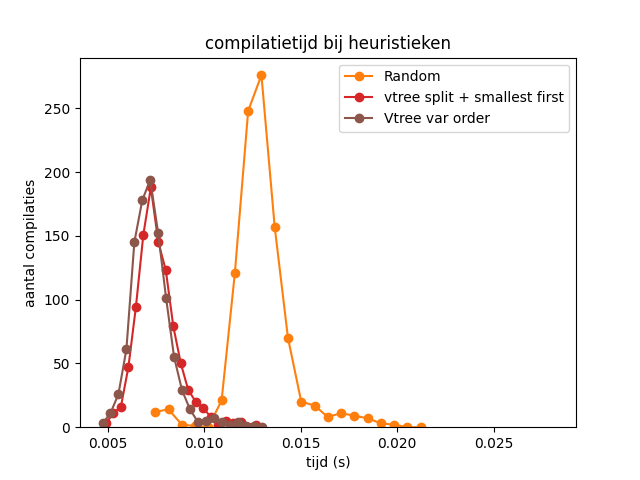 compilatietijd bij heuristieken
Random
vtree split + smallest first
Vtree var order
aantal compilaties
250
200
150
100
50
0
0.005
0.010
0.015
0.020
0.025
tijd (s)